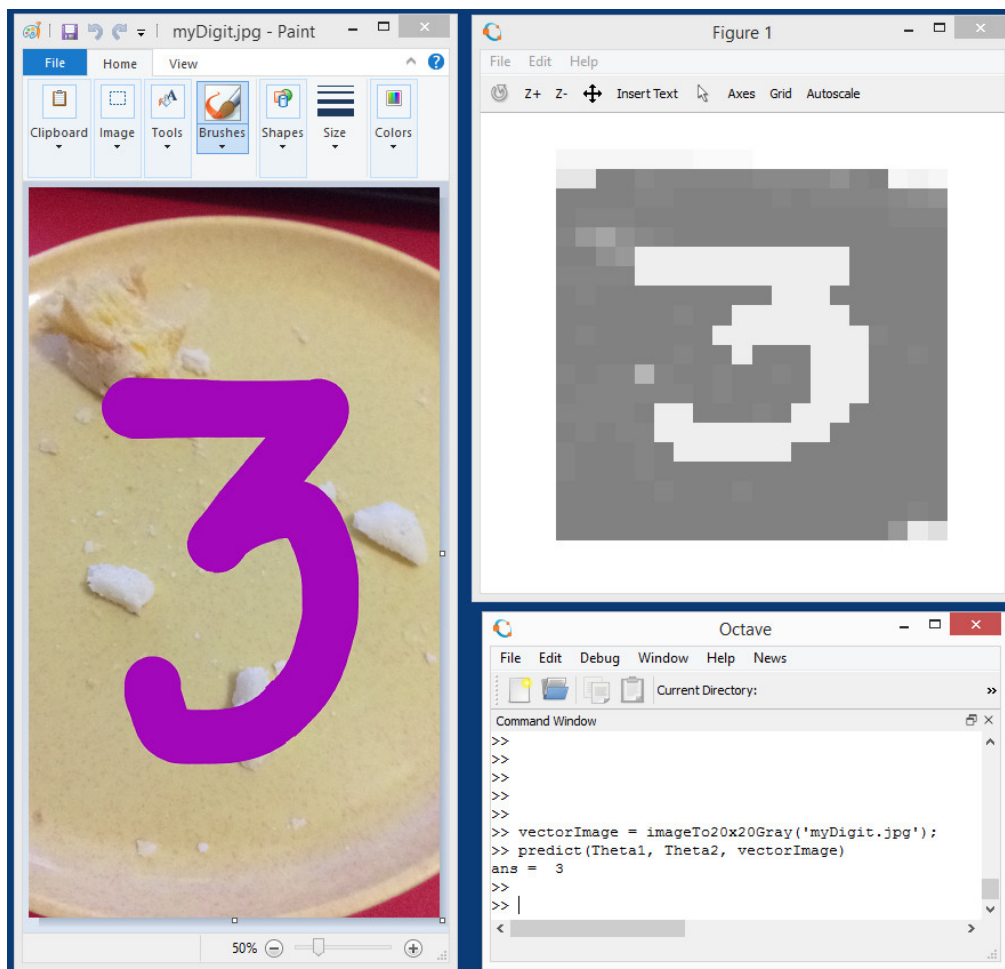 myDigit.jpg - Paint
File Home View
Clipboard Image Tools Brushes Shapes Size Colors
3
50%
Figure 1
File Edit Help
Z+ Z- Insert Text Axes Grid Autoscale
3
Octave
File Edit Debug Window Help News
Current Directory:
»
Command Window
>>
>>
>>
>>
>>
>> vectorImage = imageTo20x20Gray('myDigit.jpg');
>> predict(Theta1, Theta2, vectorImage)
ans = 3
>>
>>